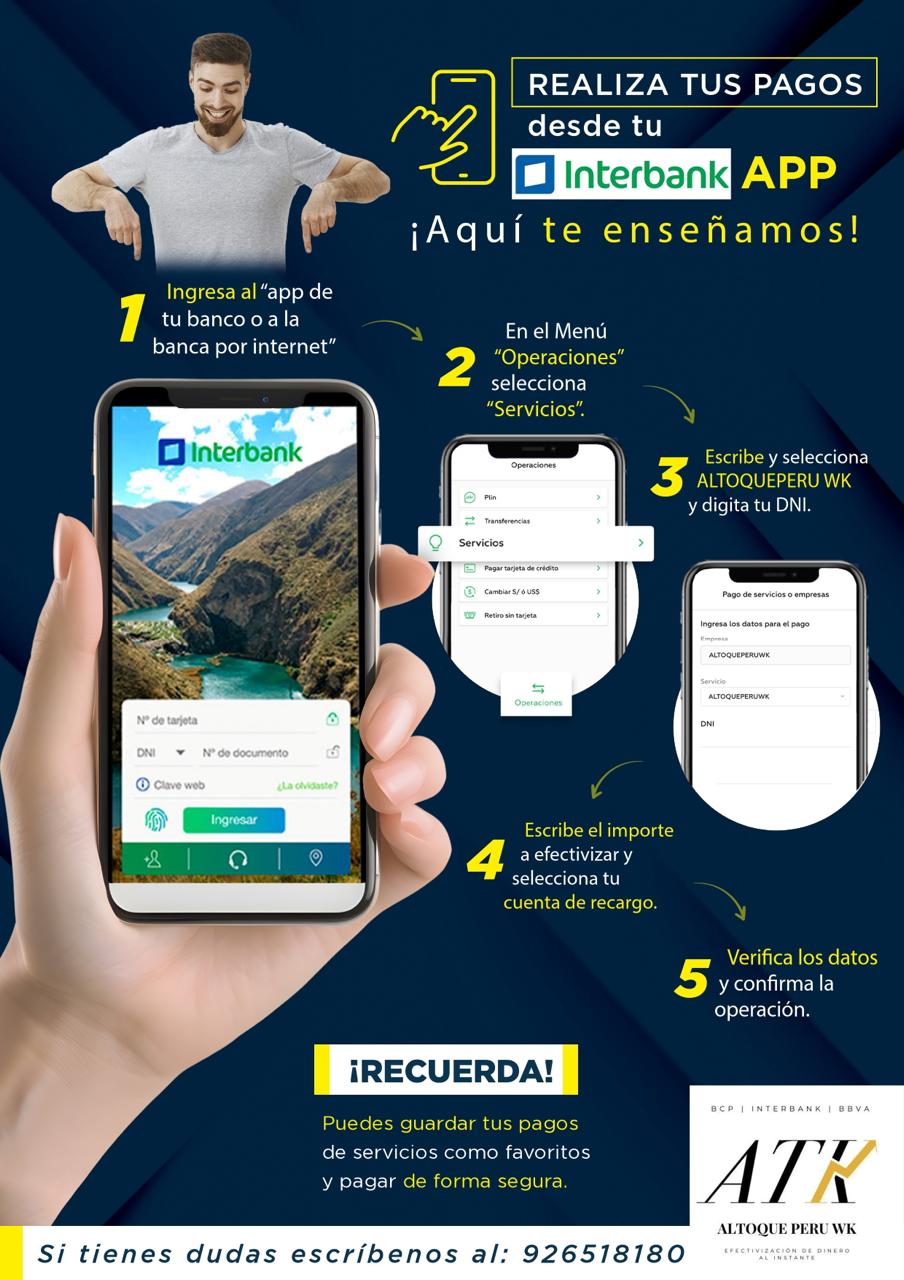 REALIZA TUS PAGOS
desde tu
Interbank APP
¡Aquí te enseñamos!
1 Ingresa al “app de
tu banco o a la
banca por internet”
2 En el Menú
“Operaciones”
selecciona
“Servicios”.
3 Escribe y selecciona
ALTOQUEPERU WK
y digita tu DNI.
Interbank
Nº de tarjeta
DNI Nº de documento
Clave web ¿La olvidaste?
Ingresar
Operaciones
Plin
Transferencias
Servicios
Pagar tarjeta de crédito
Cambiar S/ ó US$
Retiro sin tarjeta
Operaciones
Pago de servicios o empresas
Ingresa los datos para el pago
Empresa
ALTOQUEPERUWK
Servicio
ALTOQUEPERUWK
DNI
4 Escribe el importe
a efectivizar y
selecciona tu
cuenta de recargo.
5 Verifica los datos
y confirma la
operación.
¡RECUERDA!
Puedes guardar tus pagos
de servicios como favoritos
y pagar de forma segura.
BCP | INTERBANK | BBVA
ATK
ALTOQUE PERU WK
EFECTIVIZACIÓN DE DINERO
AL INSTANTE
Si tienes dudas escríbenos al: 926518180